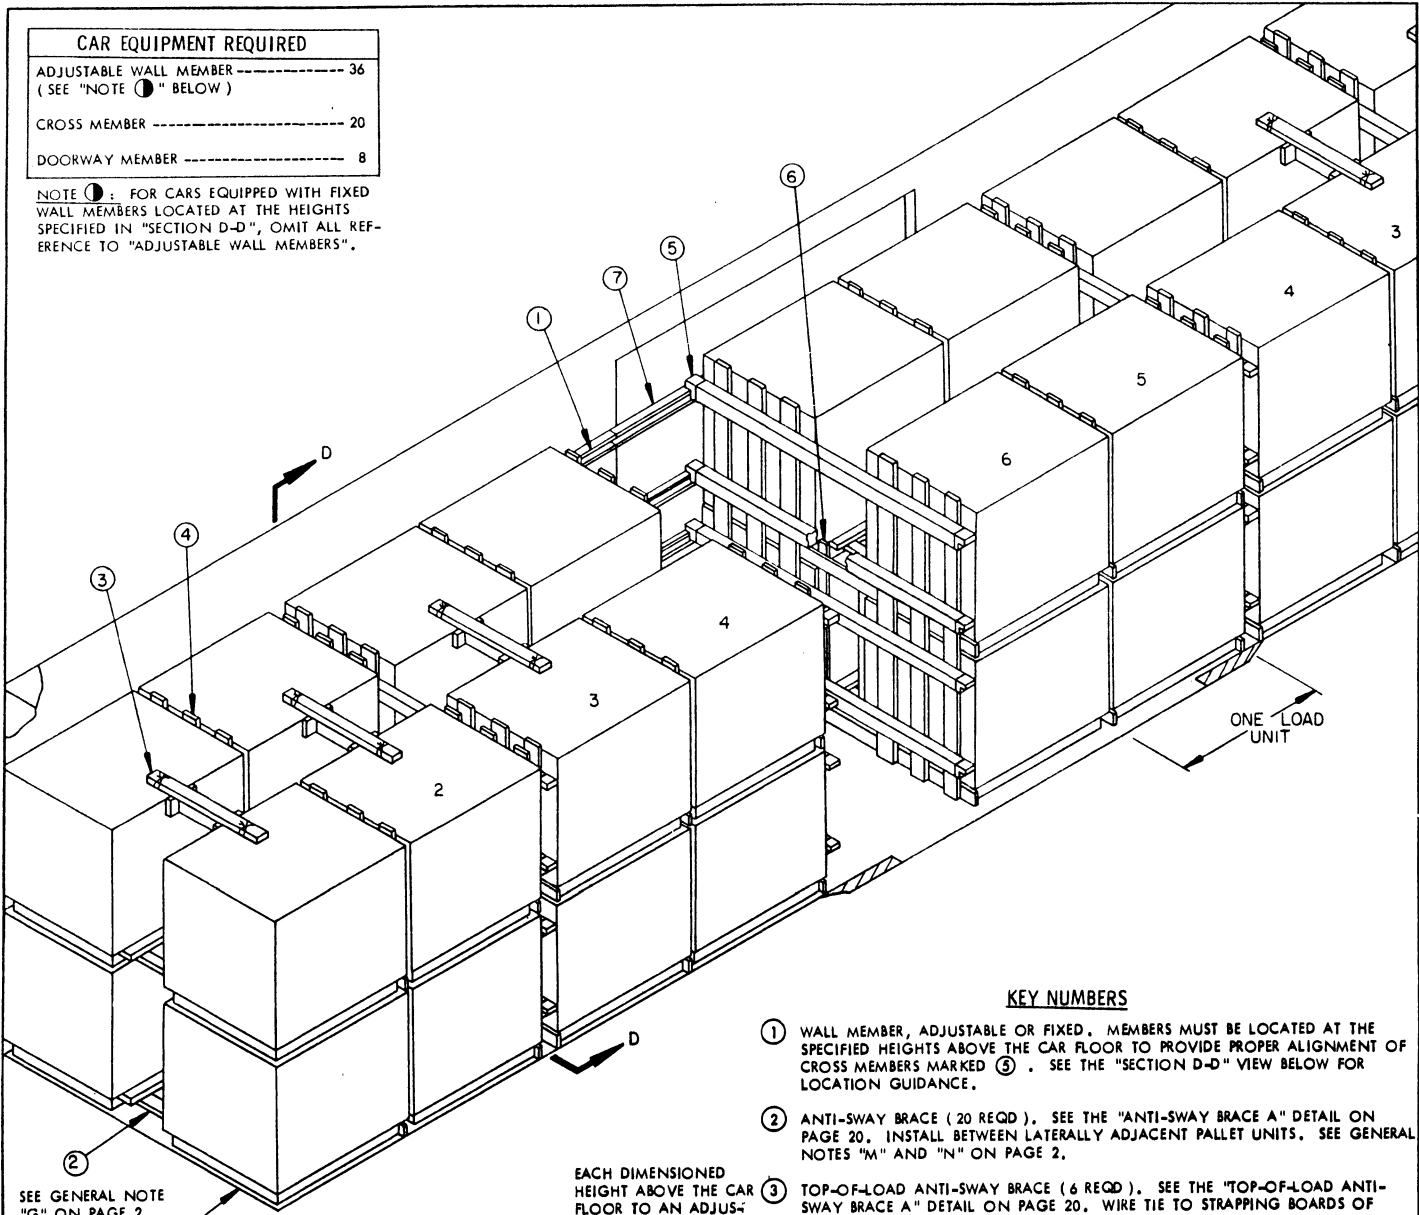 CAR EQUIPMENT REQUIRED
ADJUSTABLE WALL MEMBER -------------- 36
( SEE "NOTE ◑ " BELOW )
CROSS MEMBER ------------------------- 20
DOORWAY MEMBER --------------------- 8
NOTE ◑ : FOR CARS EQUIPPED WITH FIXED
WALL MEMBERS LOCATED AT THE HEIGHTS
SPECIFIED IN "SECTION D-D", OMIT ALL REF-
ERENCE TO "ADJUSTABLE WALL MEMBERS".
6
5
7
1
3
4
5
6
D
4
3
4
3
2
ONE LOAD
UNIT
D
2
SEE GENERAL NOTE
"G" ON PAGE 2
EACH DIMENSIONED
HEIGHT ABOVE THE CAR
FLOOR TO AN ADJUS-
KEY NUMBERS
① WALL MEMBER, ADJUSTABLE OR FIXED. MEMBERS MUST BE LOCATED AT THE
SPECIFIED HEIGHTS ABOVE THE CAR FLOOR TO PROVIDE PROPER ALIGNMENT OF
CROSS MEMBERS MARKED ⑤ . SEE THE "SECTION D-D" VIEW BELOW FOR
LOCATION GUIDANCE.
② ANTI-SWAY BRACE ( 20 REQD ). SEE THE "ANTI-SWAY BRACE A" DETAIL ON
PAGE 20. INSTALL BETWEEN LATERALLY ADJACENT PALLET UNITS. SEE GENERAL
NOTES "M" AND "N" ON PAGE 2.
③ TOP-OF-LOAD ANTI-SWAY BRACE ( 6 REQD ). SEE THE "TOP-OF-LOAD ANTI-
SWAY BRACE A" DETAIL ON PAGE 20. WIRE TIE TO STRAPPING BOARDS OF